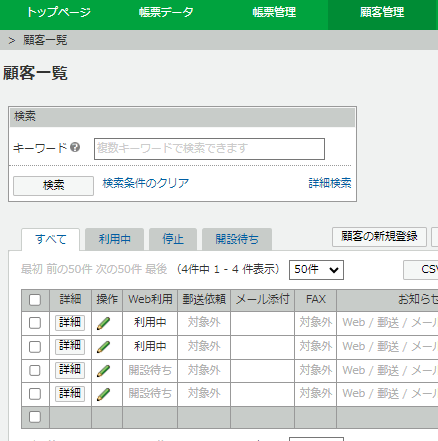 トップページ 帳票データ 帳票管理 顧客管理
> 顧客一覧
顧客一覧
検索
キーワード ? 複数キーワードで検索できます
検索 検索条件のクリア 詳細検索
すべて 利用中 停止 開設待ち 顧客の新規登録
最初 前の50件 次の50件 最後 (4件中 1 - 4 件表示) 50件 CSV
詳細 操作 Web利用 郵送依頼 メール添付 FAX お知らせ
詳細 利用中 対象外 対象外 Web / 郵送 / メール
詳細 利用中 対象外 対象外 Web / 郵送 / メール
詳細 開設待ち 対象外 対象外 Web / 郵送 / メール
詳細 開設待ち 対象外 対象外 Web / 郵送 / メール